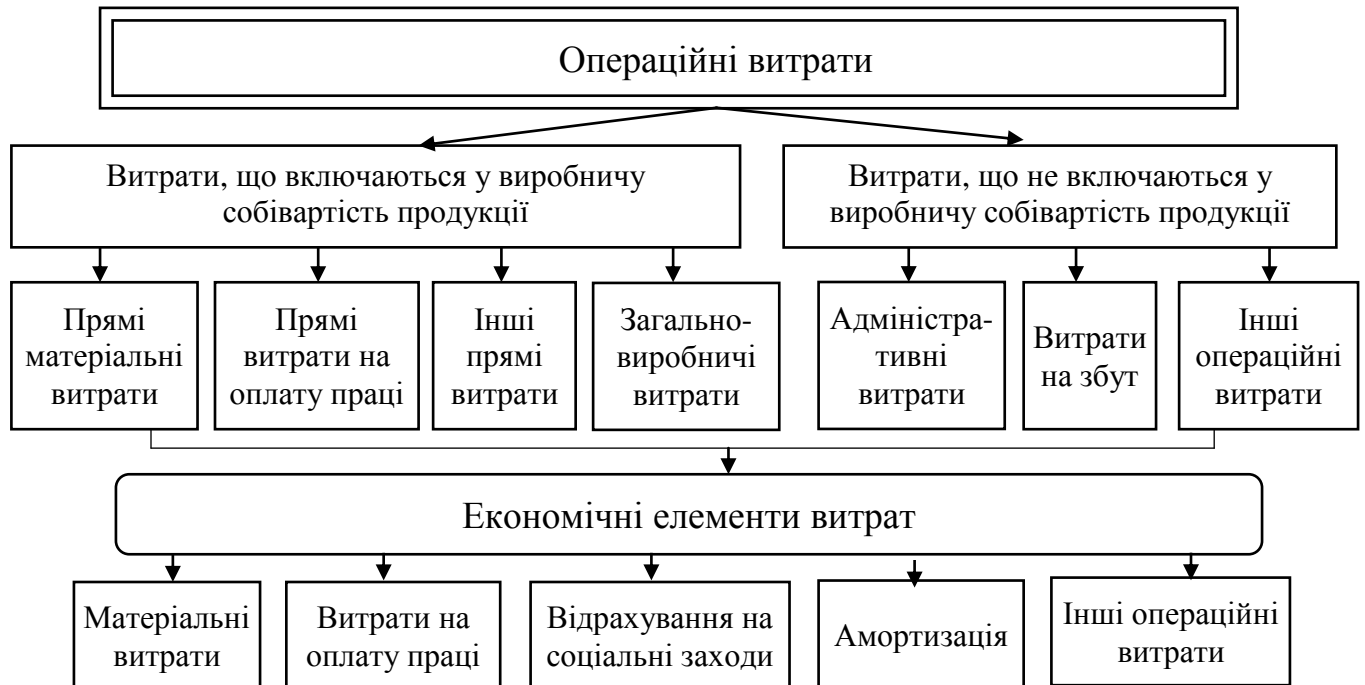 Операційні витрати
Витрати, що включаються у виробничу
собівартість продукції
Витрати, що не включаються у
виробничу собівартість продукції
Прямі
матеріальні
витрати
Прямі
витрати на
оплату праці
Інші
прямі
витрати
Загально-
виробничі
витрати
Адміністра-
тивні
витрати
Витрати
на збут
Інші
операційні
витрати
Економічні елементи витрат
Матеріальні
витрати
Витрати на
оплату праці
Відрахування на
соціальні заходи
Амортизація
Інші операційні
витрати